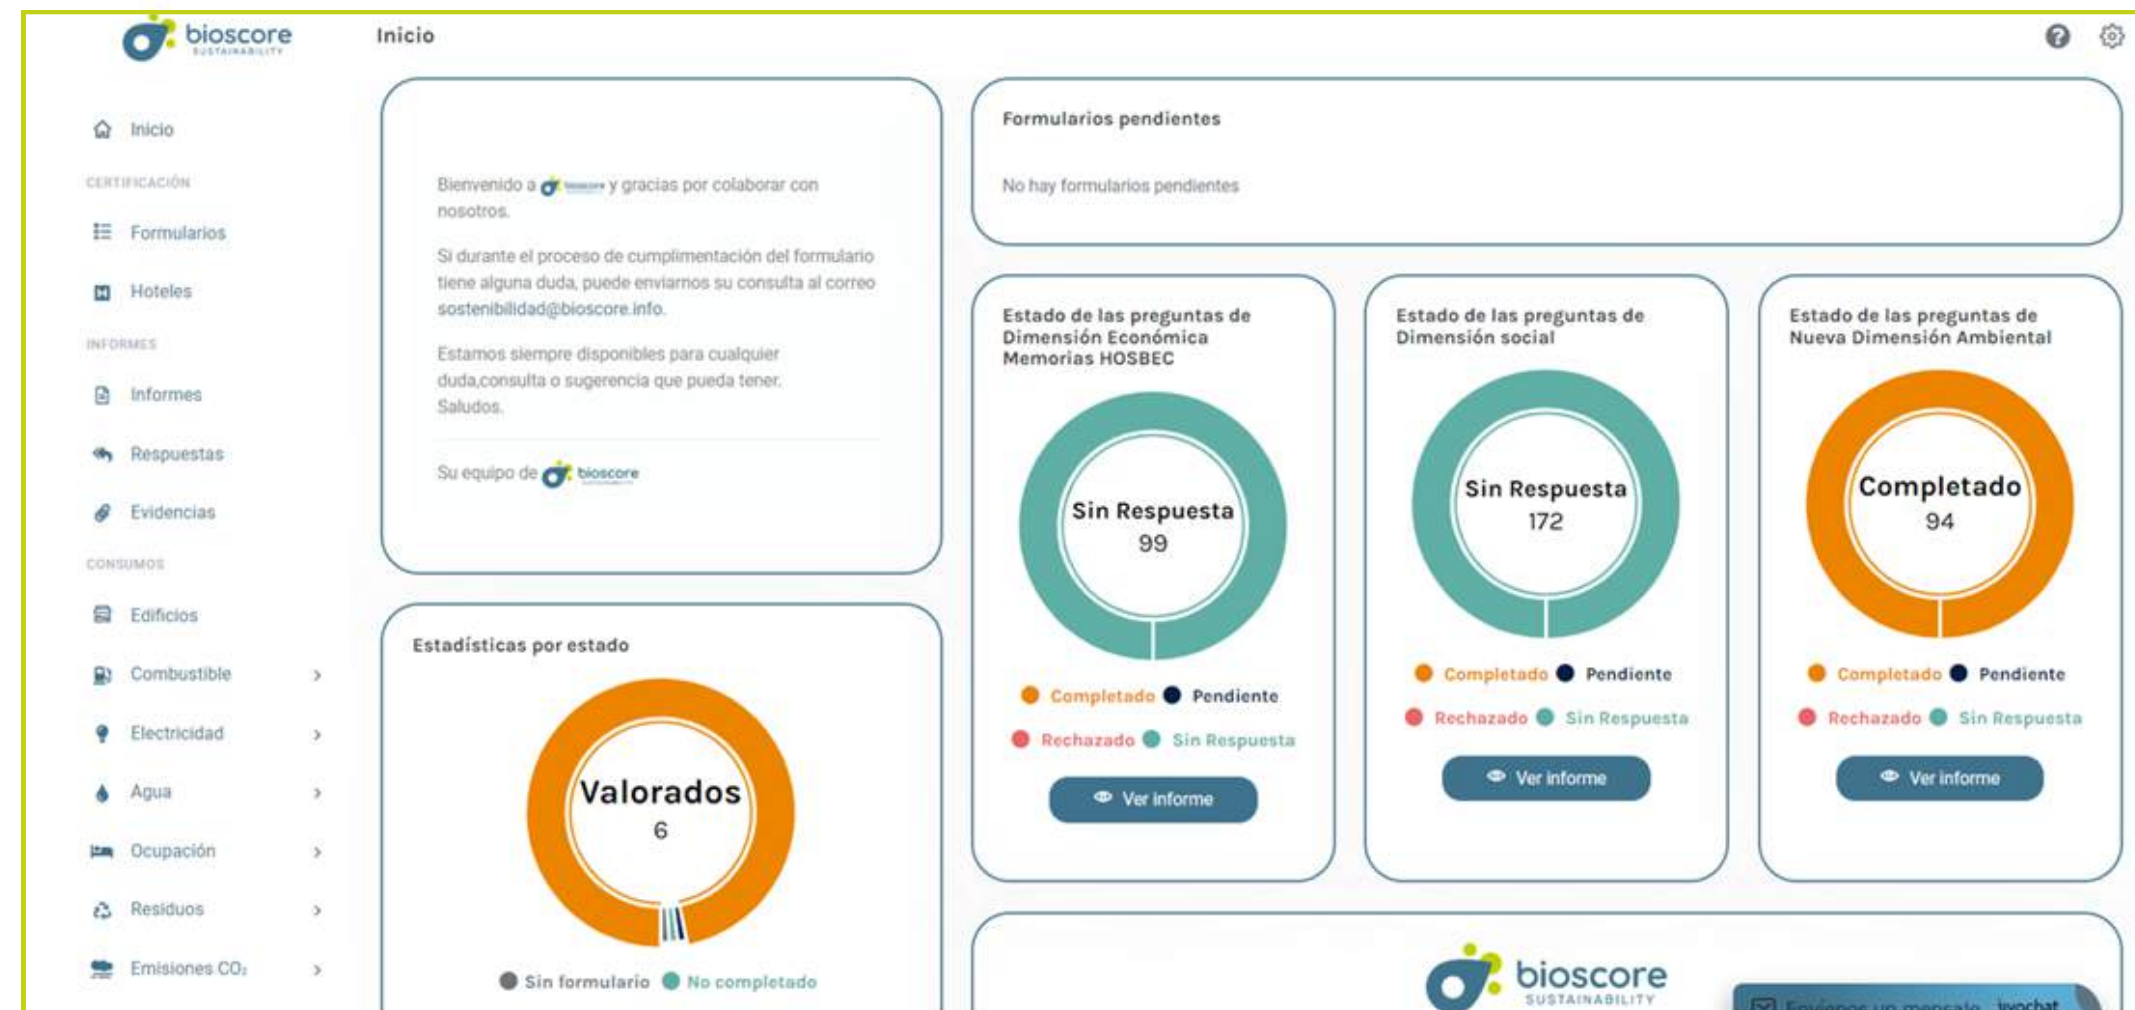 bioscore
SUSTAINABILITY
Inicio
Inicio
CERTIFICACIÓN
Formularios
Hoteles
INFORMES
Informes
Respuestas
Evidencias
CONSUMOS
Edificios
Combustible
Electricidad
Agua
Ocupación
Residuos
Emisiones CO₂
Bienvenido a bioscore y gracias por colaborar con
nosotros.
Si durante el proceso de cumplimentación del formulario
tiene alguna duda, puede enviarnos su consulta al correo
sostenibilidad@bioscore.info.
Estamos siempre disponibles para cualquier
duda,consulta o sugerencia que pueda tener.
Saludos.
Su equipo de bioscore
Estadísticas por estado
Valorados
6
Sin formulario No completado
Formularios pendientes
No hay formularios pendientes
Estado de las preguntas de
Dimensión Económica
Memorias HOSBEC
Sin Respuesta
99
Completado Pendiente
Rechazado Sin Respuesta
Ver informe
Estado de las preguntas de
Dimensión social
Sin Respuesta
172
Completado Pendiente
Rechazado Sin Respuesta
Ver informe
Estado de las preguntas de
Nueva Dimensión Ambiental
Completado
94
Completado Pendiente
Rechazado Sin Respuesta
Ver informe
bioscore
SUSTAINABILITY
Envíenos un mensaje jivochat